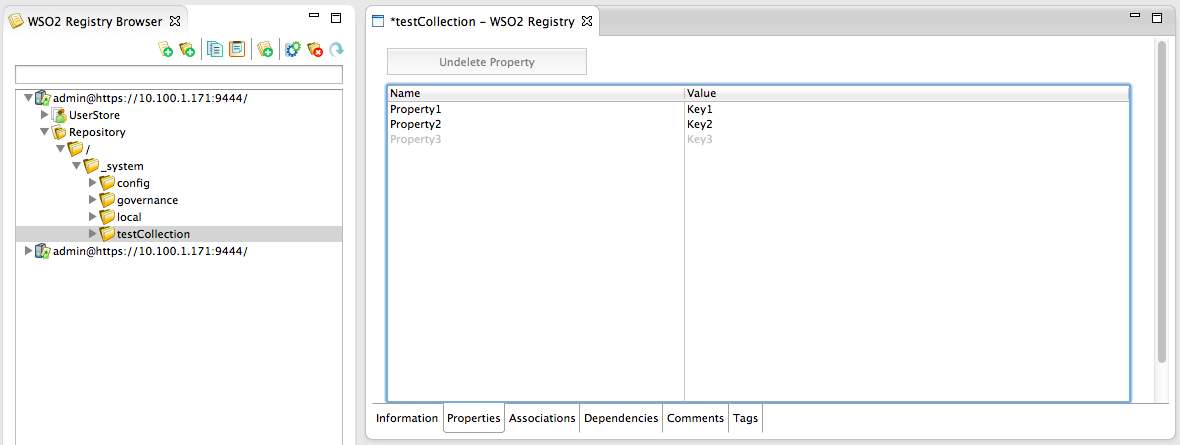 WSO2 Registry Browser
admin@https://10.100.1.171:9444/
UserStore
Repository
/
_system
config
governance
local
testCollection
admin@https://10.100.1.171:9444/
*testCollection – WSO2 Registry
Undelete Property
Name Value
Property1 Key1
Property2 Key2
Property3 Key3
Information Properties Associations Dependencies Comments Tags